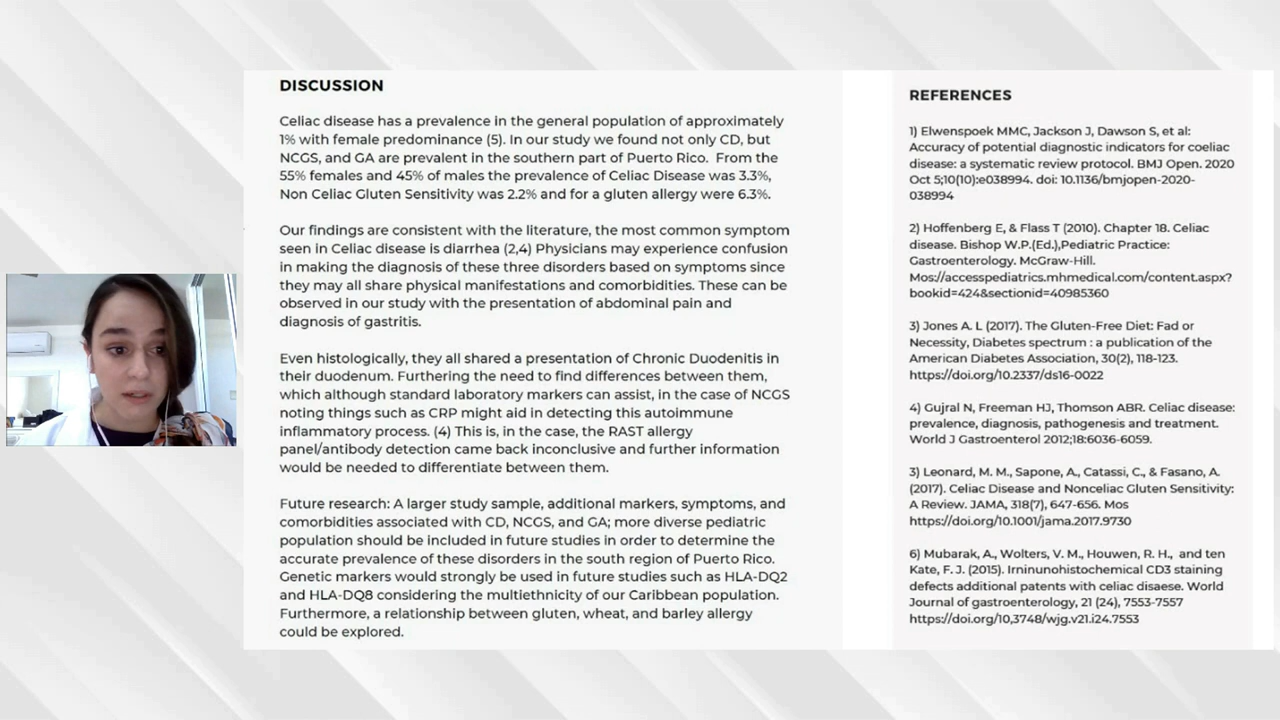 DISCUSSION
Celiac disease has a prevalence in the general population of approximately
1% with female predominance (5). In our study we found not only CD, but
NCGS, and GA are prevalent in the southern part of Puerto Rico. From the
55% females and 45% of males the prevalence of Celiac Disease was 3.3%,
Non Celiac Gluten Sensitivity was 2.2% and for a gluten allergy were 6.3%.
Our findings are consistent with the literature, the most common symptom
seen in Celiac disease is diarrhea (2,4) Physicians may experience confusion
in making the diagnosis of these three disorders based on symptoms since
they may all share physical manifestations and comorbidities. These can be
observed in our study with the presentation of abdominal pain and
diagnosis of gastritis.
Even histologically, they all shared a presentation of Chronic Duodenitis in
their duodenum. Furthering the need to find differences between them,
which although standard laboratory markers can assist, in the case of NCGS
noting things such as CRP might aid in detecting this autoimmune
inflammatory process. (4) This is, in the case, the RAST allergy
panel/antibody detection came back inconclusive and further information
would be needed to differentiate between them.
Future research: A larger study sample, additional markers, symptoms, and
comorbidities associated with CD, NCGS, and GA; more diverse pediatric
population should be included in future studies in order to determine the
accurate prevalence of these disorders in the south region of Puerto Rico.
Genetic markers would strongly be used in future studies such as HLA-DQ2
and HLA-DQ8 considering the multiethnicity of our Caribbean population.
Furthermore, a relationship between gluten, wheat, and barley allergy
could be explored.
REFERENCES
1) Elwenspoek MMC, Jackson J, Dawson S, et al:
Accuracy of potential diagnostic indicators for coeliac
disease: a systematic review protocol. BMJ Open. 2020
Oct 5;10(10):e038994. doi: 10.1136/bmjopen-2020-
038994
2) Hoffenberg E, & Flass T (2010). Chapter 18. Celiac
disease. Bishop W.P.(Ed.),Pediatric Practice:
Gastroenterology. McGraw-Hill.
Mos://accesspediatrics.mhmedical.com/content.aspx?
bookid=424&sectionid=40985360
3) Jones A. L (2017). The Gluten-Free Diet: Fad or
Necessity, Diabetes spectrum : a publication of the
American Diabetes Association, 30(2), 118-123.
https://doi.org/10.2337/ds16-0022
4) Gujral N, Freeman HJ, Thomson ABR. Celiac disease:
prevalence, diagnosis, pathogenesis and treatment.
World J Gastroenterol 2012;18:6036-6059.
3) Leonard, M. M., Sapone, A., Catassi, C., & Fasano, A.
(2017). Celiac Disease and Nonceliac Gluten Sensitivity:
A Review. JAMA, 318(7), 647-656. Mos
https://doi.org/10.1001/jama.2017.9730
6) Mubarak, A., Wolters, V. M., Houwen, R. H., and ten
Kate, F. J. (2015). Irninunohistochemical CD3 staining
defects additional patents with celiac disaese. World
Journal of gastroenterology, 21 (24), 7553-7557
https://doi.org/10,3748/wjg.v21.i24.7553